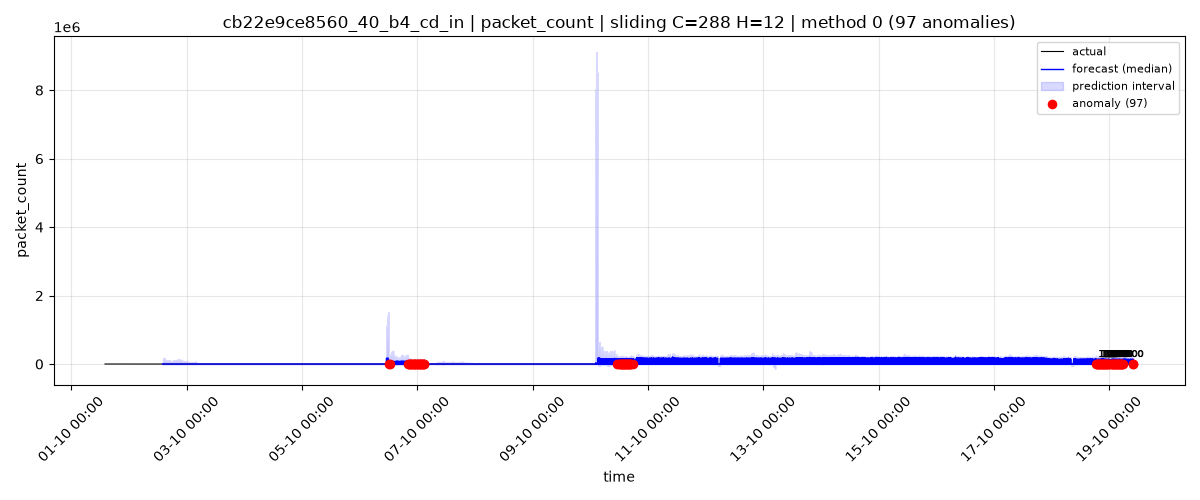 cb22e9ce8560_40_b4_cd_in | packet_count | sliding C=288 H=12 | method 0 (97 anomalies)
1e6
actual
forecast (median)
prediction interval
anomaly (97)
8
6
4
2
0
packet_count
01-10 00:00
03-10 00:00
05-10 00:00
07-10 00:00
09-10 00:00
11-10 00:00
13-10 00:00
15-10 00:00
17-10 00:00
19-10 00:00
time